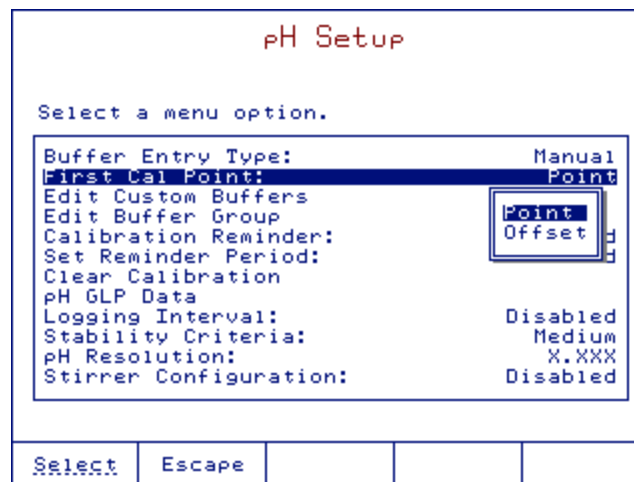 pH Setup
Select a menu option.
Buffer Entry Type: Manual
First Cal Point: Point
Edit Custom Buffers
Edit Buffer Group
Calibration Reminder:
Set Reminder Period:
Clear Calibration
pH GLP Data
Logging Interval: Disabled
Stability Criteria: Medium
pH Resolution: X.XXX
Stirrer Configuration: Disabled
Point
Offset
Select Escape